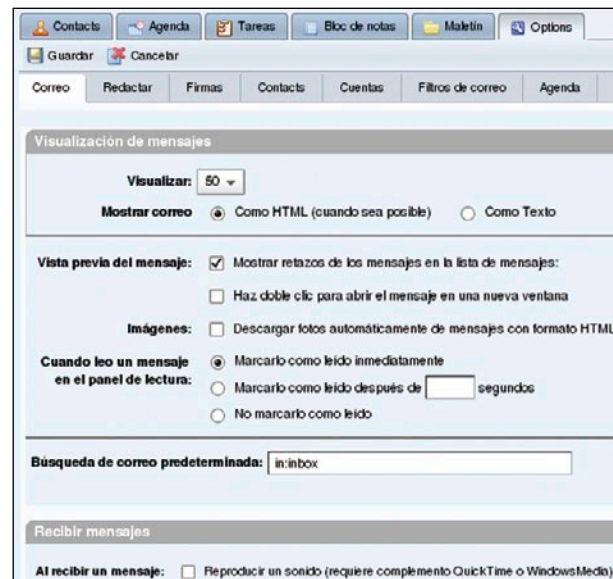 Contacts Agenda Tareas Bloc de notas Maletín Options
Guardar Cancelar
Correo Redactar Firmas Contacts Cuentas Filtros de correo Agenda
Visualización de mensajes
Visualizar: 50
Mostrar correo Como HTML (cuando sea posible) Como Texto
Vista previa del mensaje: Mostrar retazos de los mensajes en la lista de mensajes:
Haz doble clic para abrir el mensaje en una nueva ventana
Imágenes: Descargar fotos automáticamente de mensajes con formato HTML
Cuando leo un mensaje Marcarlo como leído inmediatamente
en el panel de lectura: Marcarlo como leído después de segundos
No marcarlo como leído
Búsqueda de correo predeterminada: in:inbox
Recibir mensajes
Al recibir un mensaje: Reproducir un sonido (requiere complemento QuickTime o WindowsMedia)